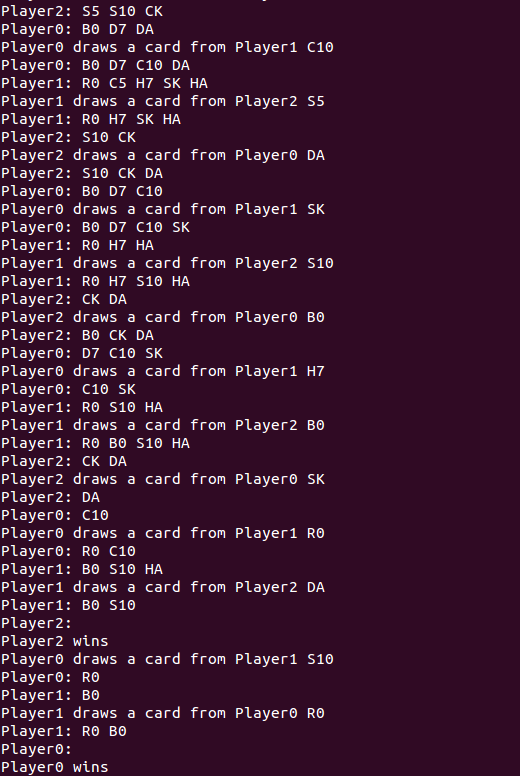 Player2: S5 S10 CK
Player0: B0 D7 DA
Player0 draws a card from Player1 C10
Player0: B0 D7 C10 DA
Player1: R0 C5 H7 SK HA
Player1 draws a card from Player2 S5
Player1: R0 H7 SK HA
Player2: S10 CK
Player2 draws a card from Player0 DA
Player2: S10 CK DA
Player0: B0 D7 C10
Player0 draws a card from Player1 SK
Player0: B0 D7 C10 SK
Player1: R0 H7 HA
Player1 draws a card from Player2 S10
Player1: R0 H7 S10 HA
Player2: CK DA
Player2 draws a card from Player0 B0
Player2: B0 CK DA
Player0: D7 C10 SK
Player0 draws a card from Player1 H7
Player0: C10 SK
Player1: R0 S10 HA
Player1 draws a card from Player2 B0
Player1: R0 B0 S10 HA
Player2: CK DA
Player2 draws a card from Player0 SK
Player2: DA
Player0: C10
Player0 draws a card from Player1 R0
Player0: R0 C10
Player1: B0 S10 HA
Player1 draws a card from Player2 DA
Player1: B0 S10
Player2:
Player2 wins
Player0 draws a card from Player1 S10
Player0: R0
Player1: B0
Player1 draws a card from Player0 R0
Player1: R0 B0
Player0:
Player0 wins